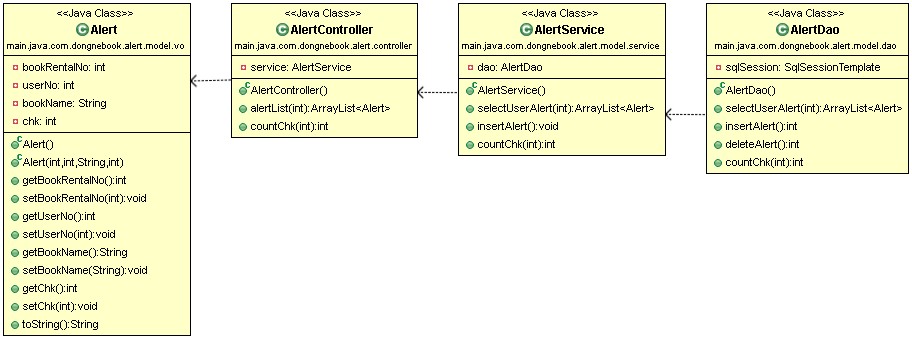 <<Java Class>>
Alert
main.java.com.dongnebook.alert.model.vo
bookRentalNo: int
userNo: int
bookName: String
chk: int
Alert()
Alert(int,int,String,int)
getBookRentalNo():int
setBookRentalNo(int):void
getUserNo():int
setUserNo(int):void
getBookName():String
setBookName(String):void
getChk():int
setChk(int):void
toString():String
<<Java Class>>
AlertController
main.java.com.dongnebook.alert.controller
service: AlertService
AlertController()
alertList(int):ArrayList<Alert>
countChk(int):int
<<Java Class>>
AlertService
main.java.com.dongnebook.alert.model.service
dao: AlertDao
AlertService()
selectUserAlert(int):ArrayList<Alert>
insertAlert():void
countChk(int):int
<<Java Class>>
AlertDao
main.java.com.dongnebook.alert.model.dao
sqlSession: SqlSessionTemplate
AlertDao()
selectUserAlert(int):ArrayList<Alert>
insertAlert():int
deleteAlert():int
countChk(int):int